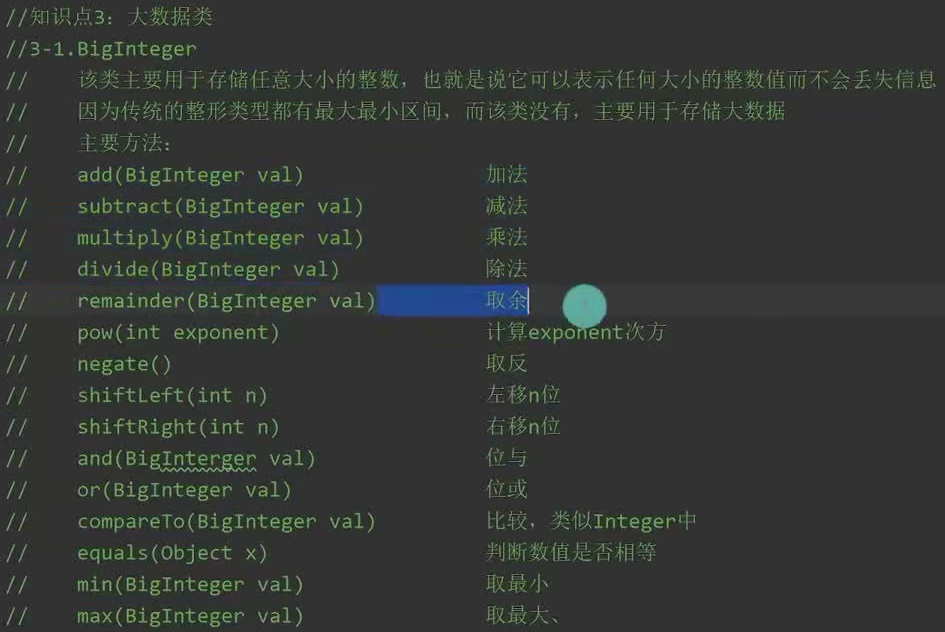 //知识点3：大数据类
//3-1.BigInteger
// 该类主要用于存储任意大小的整数，也就是说它可以表示任何大小的整数值而不会丢失信息
// 因为传统的整形类型都有最大最小区间，而该类没有，主要用于存储大数据
// 主要方法：
// add(BigInteger val) 加法
// subtract(BigInteger val) 减法
// multiply(BigInteger val) 乘法
// divide(BigInteger val) 除法
// remainder(BigInteger val) 取余
// pow(int exponent) 计算exponent次方
// negate() 取反
// shiftLeft(int n) 左移n位
// shiftRight(int n) 右移n位
// and(BigInterger val) 位与
// or(BigInteger val) 位或
// compareTo(BigInteger val) 比较，类似Integer中
// equals(Object x) 判断数值是否相等
// min(BigInteger val) 取最小
// max(BigInteger val) 取最大、